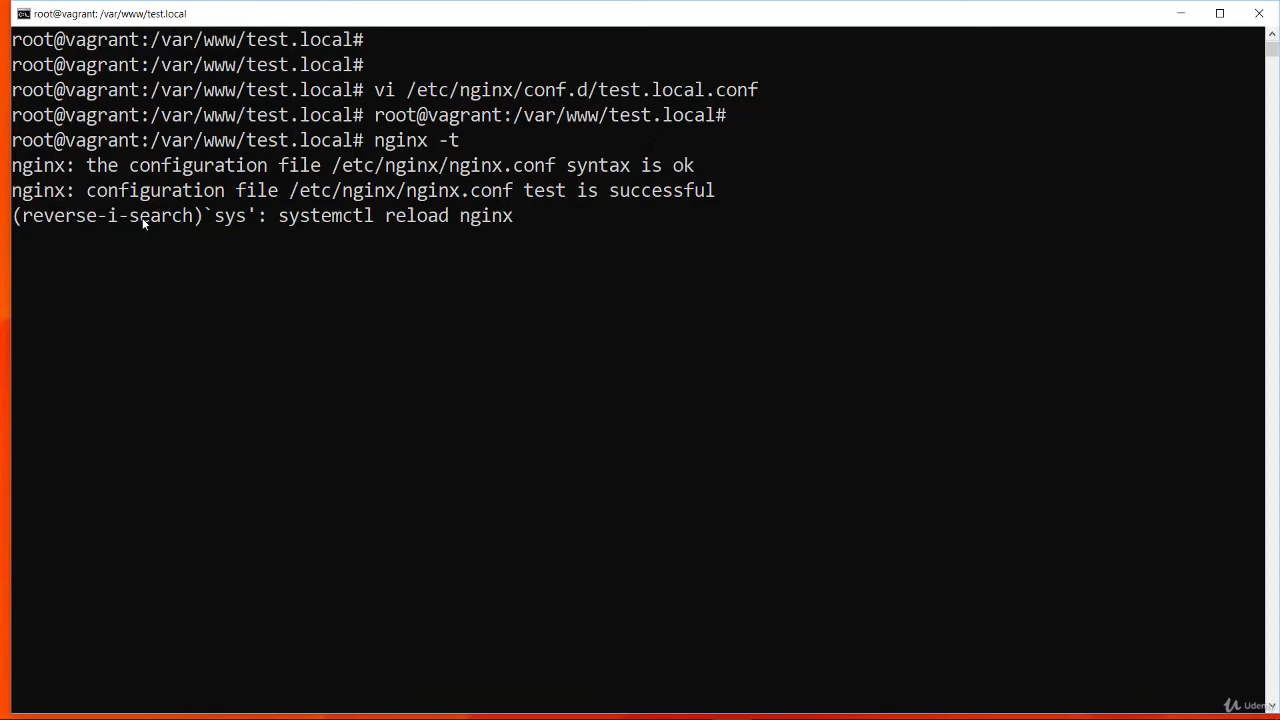 root@vagrant: /var/www/test.local
root@vagrant:/var/www/test.local#
root@vagrant:/var/www/test.local#
root@vagrant:/var/www/test.local# vi /etc/nginx/conf.d/test.local.conf
root@vagrant:/var/www/test.local# root@vagrant:/var/www/test.local#
root@vagrant:/var/www/test.local# nginx -t
nginx: the configuration file /etc/nginx/nginx.conf syntax is ok
nginx: configuration file /etc/nginx/nginx.conf test is successful
(reverse-i-search)`sys': systemctl reload nginx